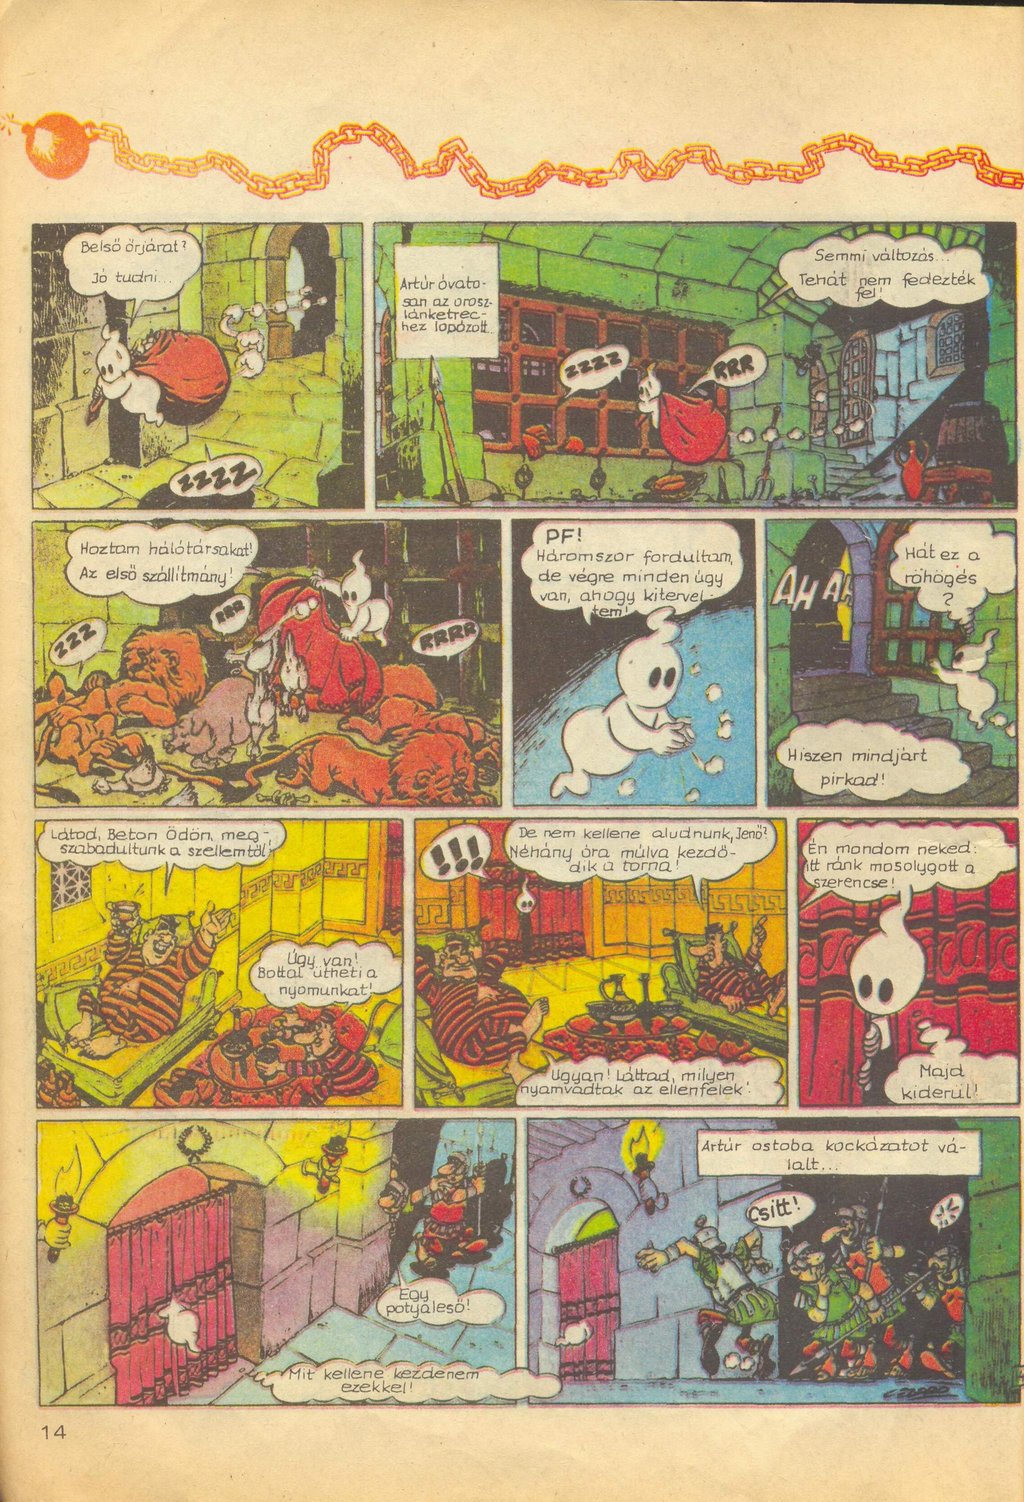 Belső őrjárat?
Jó tudni...
ZZZZ
Artúr óvato-
san az orosz-
lánketrec-
hez lopózott...
ZZZZ
RRR
Semmi változás...
Tehát nem fedezték
fel!
Hoztam hálótársakat!
Az első szállítmány!
ZZZ
RRR
RRRR
PF!
Háromszor fordultam,
de végre minden úgy
van, ahogy kitervel-
tem!
AH AH
Hát ez a
röhögés
?
Hiszen mindjárt
pirkad!
Látod, Beton Ödön, meg-
szabadultunk a szellemtől!
Úgy van!
Bottal ütheti a
nyomunkat!
!!!
De nem kellene aludnunk, Jenő?
Néhány óra múlva kezdő-
dik a torna!
Ugyan! Láttad, milyen
nyamvadtak az ellenfelek!
Én mondom neked:
itt ránk mosolygott a
szerencse!
Majd
kiderül!
Egy
potyaleső!
Mit kellene kezdenem
ezekkel!
Artúr ostoba kockázatot vá-
lalt...
Csitt!
14